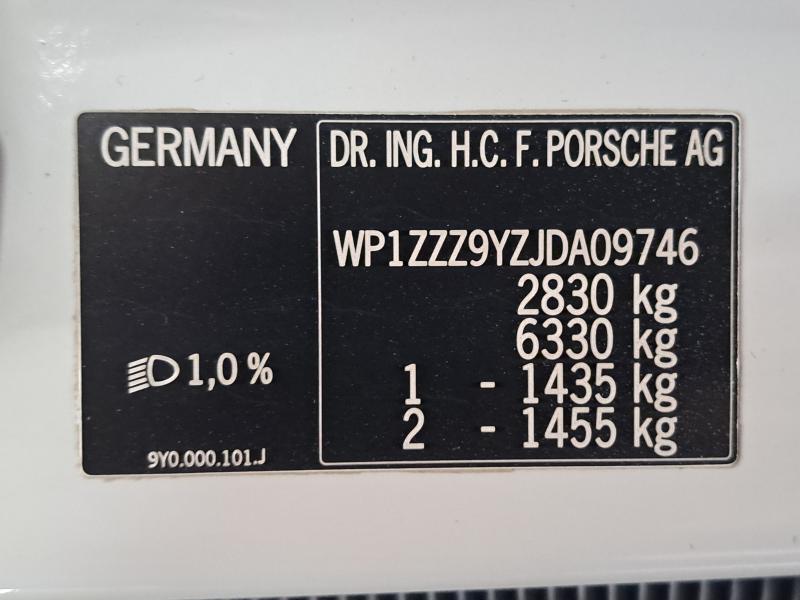 GERMANY
DR. ING. H.C. F. PORSCHE AG
WP1ZZZ9YZJDA09746
2830 kg
6330 kg
1 - 1435 kg
2 - 1455 kg
1,0 %
9Y0.000.101.J